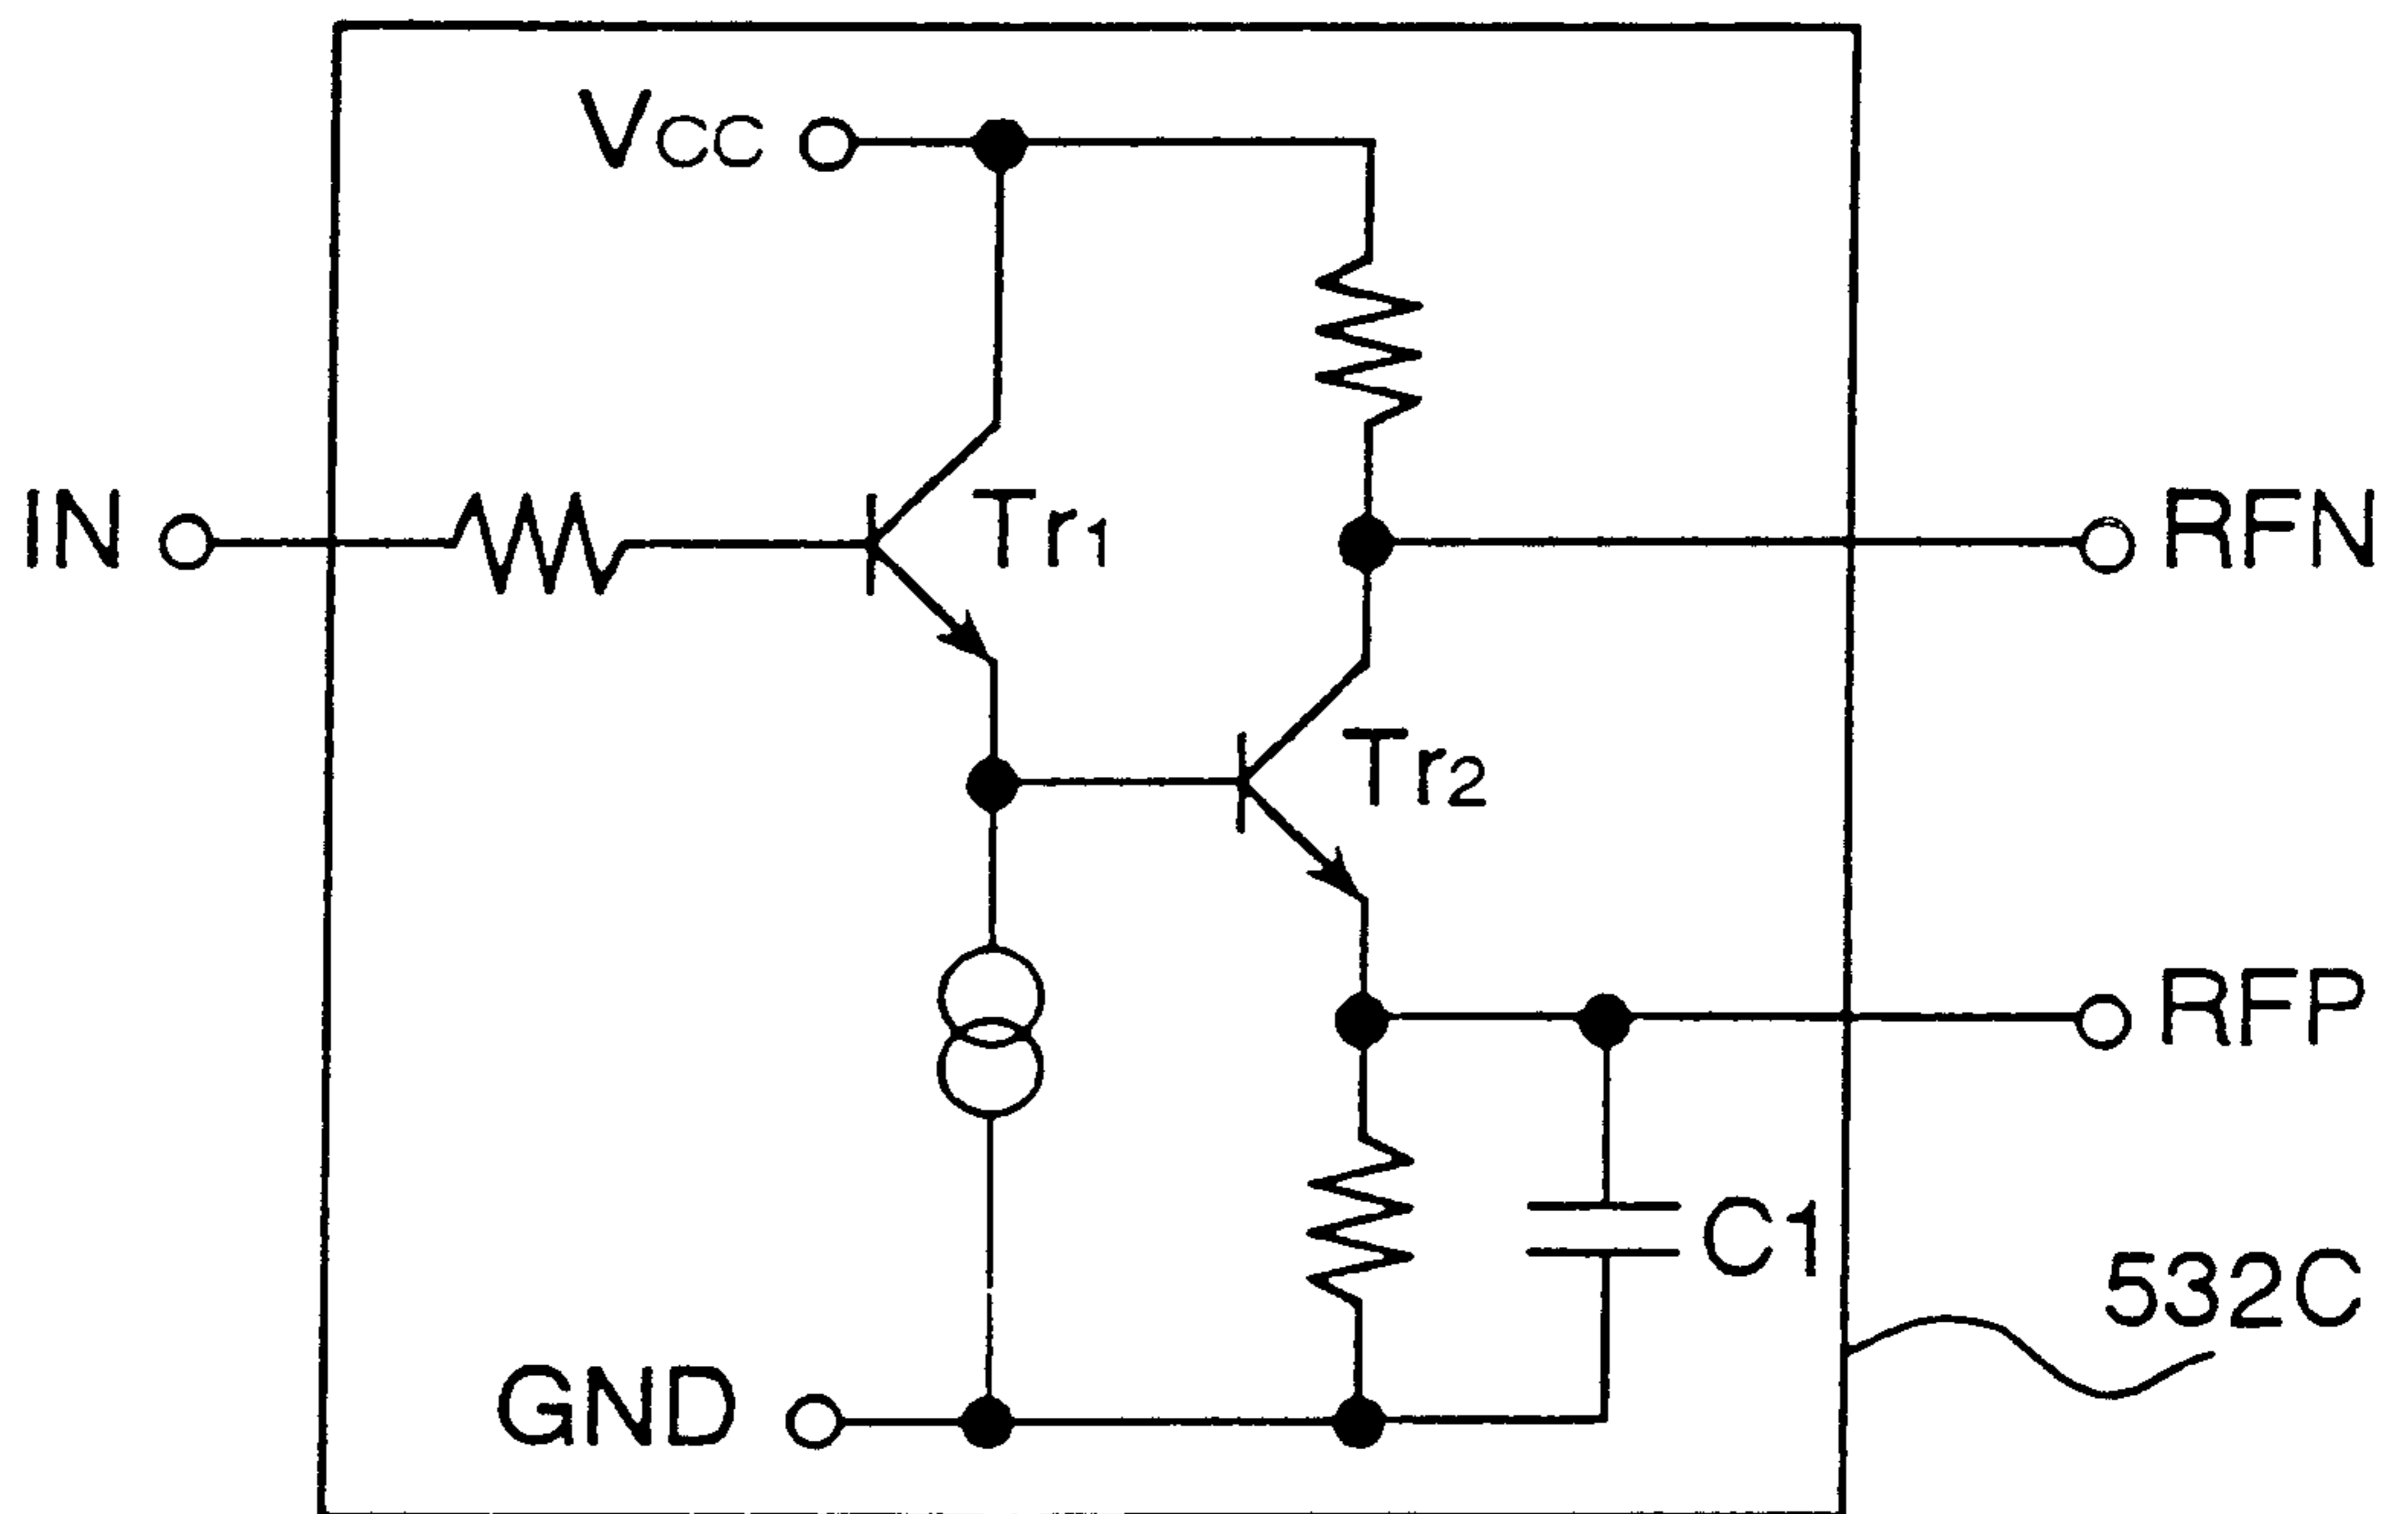 Vcc
IN
Tr1
RFN
Tr2
RFP
C1
532C
GND